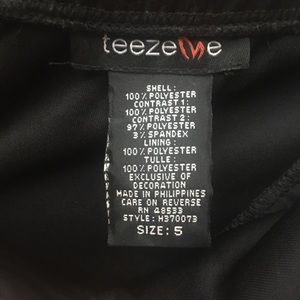 teezeme
SHELL:
100% POLYESTER
CONTRAST 1:
100% POLYESTER
CONTRAST 2:
97% POLYESTER
3% SPANDEX
LINING:
100% POLYESTER
TULLE:
100% POLYESTER
EXCLUSIVE OF
DECORATION
MADE IN PHILIPPINES
CARE ON REVERSE
RN 48533
STYLE: H370073
SIZE: 5